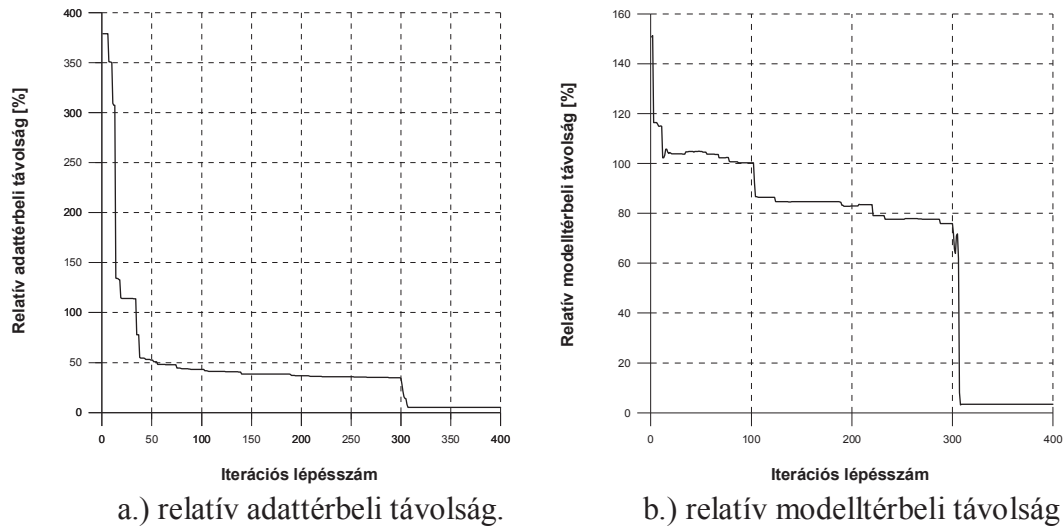 400
350
300
250
200
150
100
50
0
Relatív adattérbeli távolság [%]
0 50 100 150 200 250 300 350 400
Iterációs lépésszám
a.) relatív adattérbeli távolság.
160
140
120
100
80
60
40
20
0
Relatív modelltérbeli távolság [%]
0 100 200 300 400
Iterációs lépésszám
b.) relatív modelltérbeli távolság